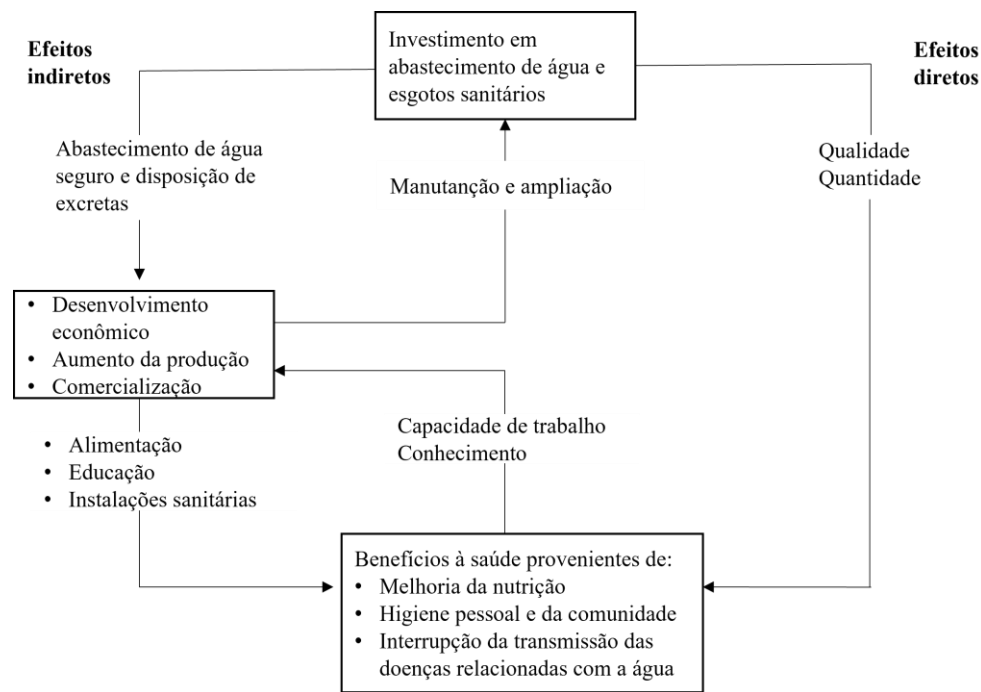 Efeitos
indiretos
Investimento em
abastecimento de água e
esgotos sanitários
Efeitos
diretos
Abastecimento de água
seguro e disposição de
excretas
Manutanção e ampliação
Qualidade
Quantidade
• Desenvolvimento
econômico
• Aumento da produção
• Comercialização
• Alimentação
• Educação
• Instalações sanitárias
Capacidade de trabalho
Conhecimento
Benefícios à saúde provenientes de:
• Melhoria da nutrição
• Higiene pessoal e da comunidade
• Interrupção da transmissão das
doenças relacionadas com a água